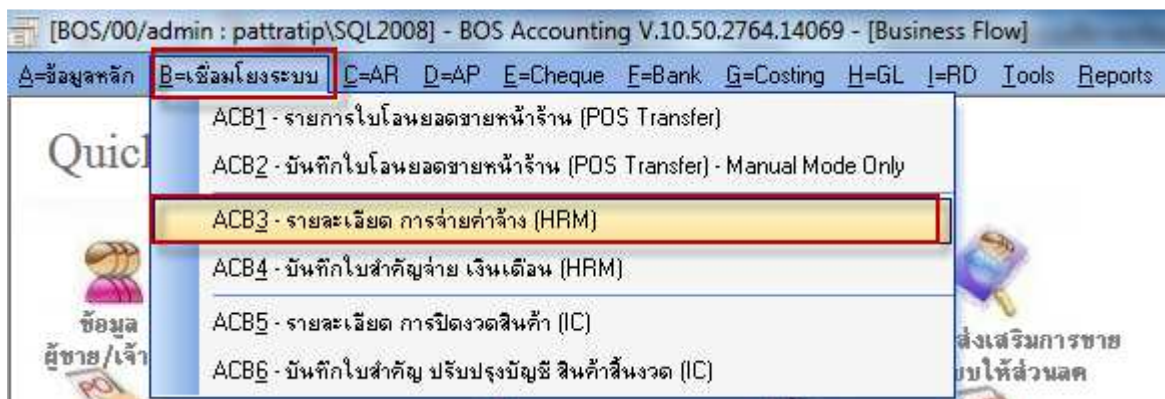 [BOS/00/admin : pattratip\SQL2008] - BOS Accounting V.10.50.2764.14069 - [Business Flow]
A=ข้อมูลหลัก B=เชื่อมโยงระบบ C=AR D=AP E=Cheque F=Bank G=Costing H=GL I=RD Tools Reports
ACB1 - รายการใบโอนยอดขายหน้าร้าน (POS Transfer)
ACB2 - บันทึกใบโอนยอดขายหน้าร้าน (POS Transfer) - Manual Mode Only
ACB3 - รายละเอียด การจ่ายค่าจ้าง (HRM)
ACB4 - บันทึกใบสำคัญจ่าย เงินเดือน (HRM)
ACB5 - รายละเอียด การปิดงวดสินค้า (IC)
ACB6 - บันทึกใบสำคัญ ปรับปรุงบัญชี สินค้าสิ้นงวด (IC)
ข้อมูล
ผู้ขาย/เจ้า
ส่งเสริมการขาย
บบให้ส่วนลด